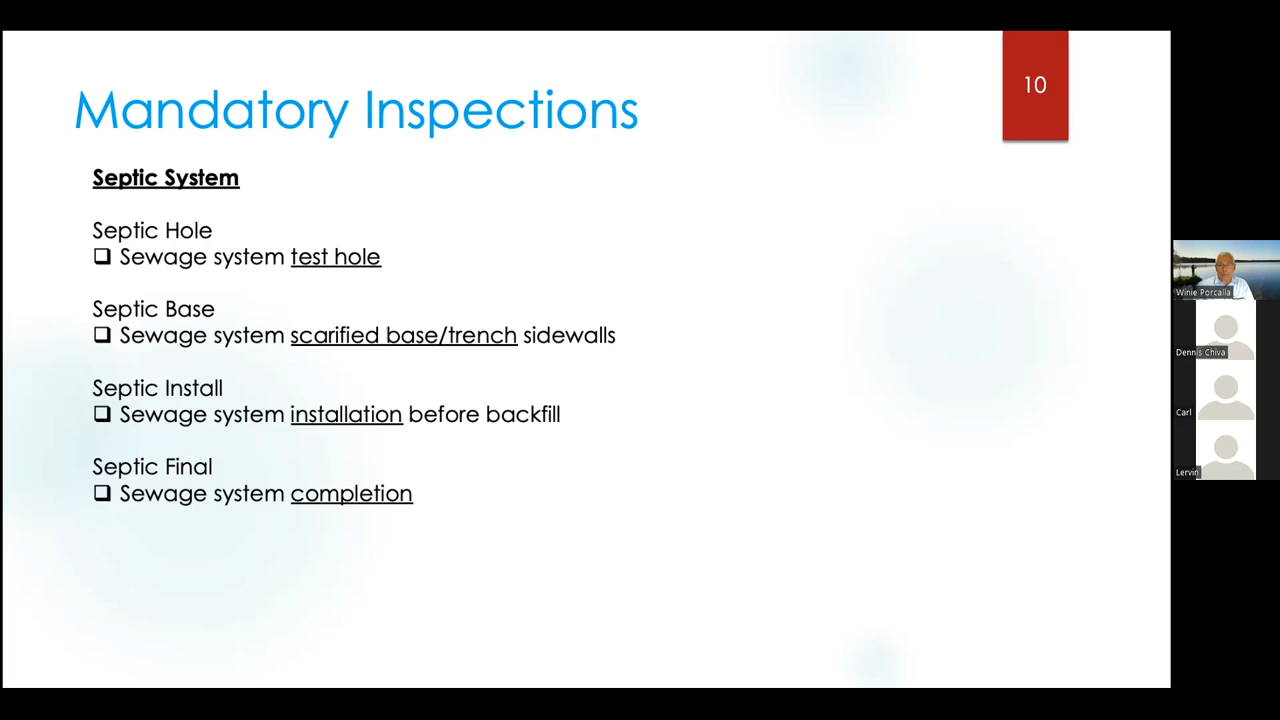 10
Mandatory Inspections
Septic System
Septic Hole
❑ Sewage system test hole
Septic Base
❑ Sewage system scarified base/trench sidewalls
Septic Install
❑ Sewage system installation before backfill
Septic Final
❑ Sewage system completion
Winie Porcalla
Dennis Chiva
Carl
Lervin